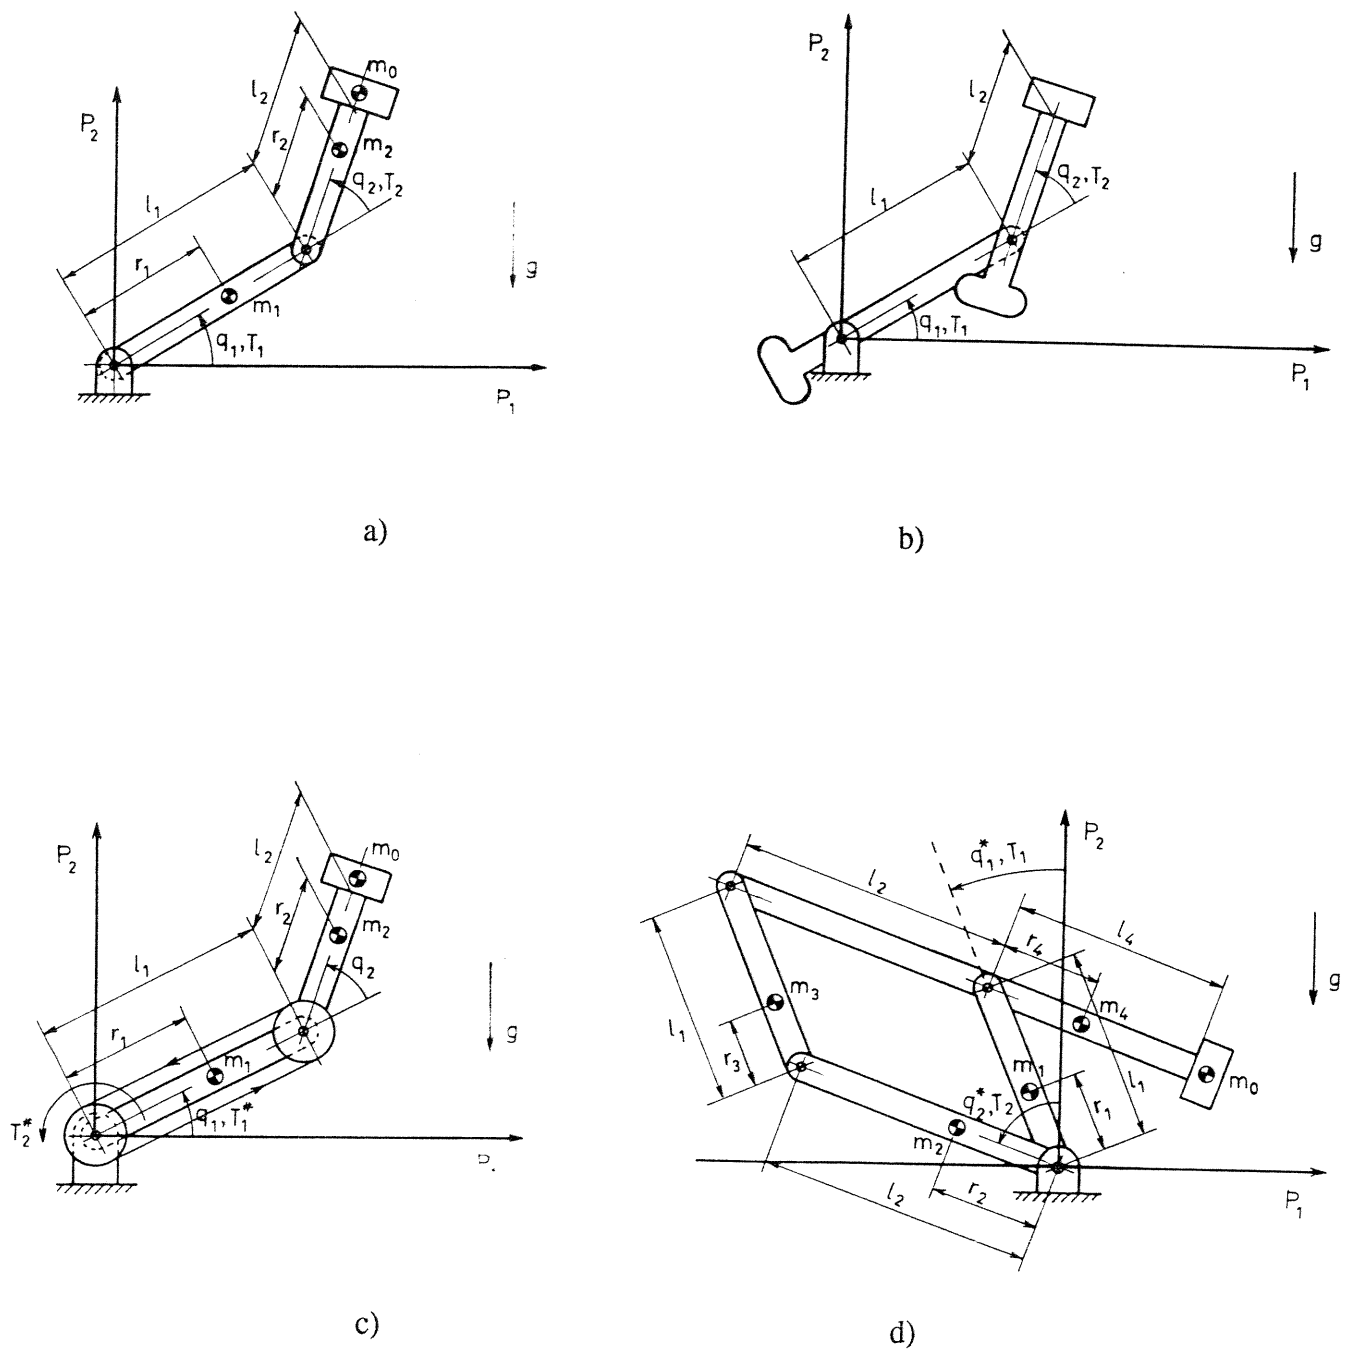 P₂
l₂
r₂
m₀
m₂
q₂,T₂
l₁
r₁
m₁
q₁,T₁
g
P₁
a)
P₂
l₂
q₂,T₂
l₁
q₁,T₁
g
P₁
b)
P₂
l₂
r₂
m₀
m₂
q₂
l₁
r₁
m₁
q₁,T₁*
T₂*
g
c)
P₂
q₁*,T₁
l₂
l₄
r₄
g
m₃
m₄
l₁
r₃
m₁
m₀
q₂*,T₂
r₁
l₁
m₂
r₂
l₂
P₁
d)